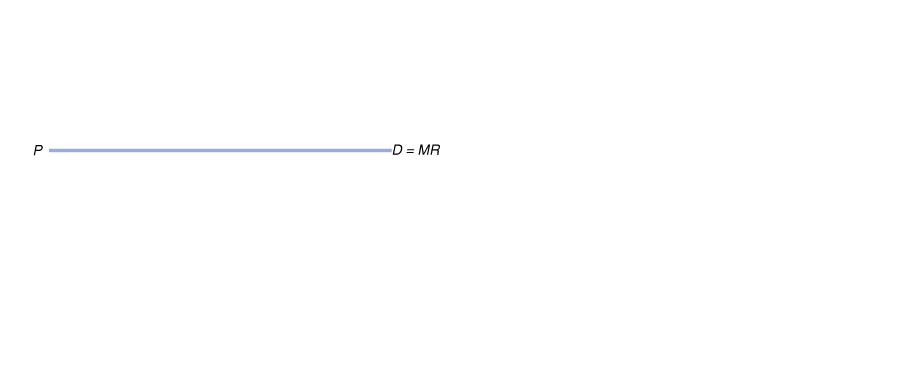 P D = MR